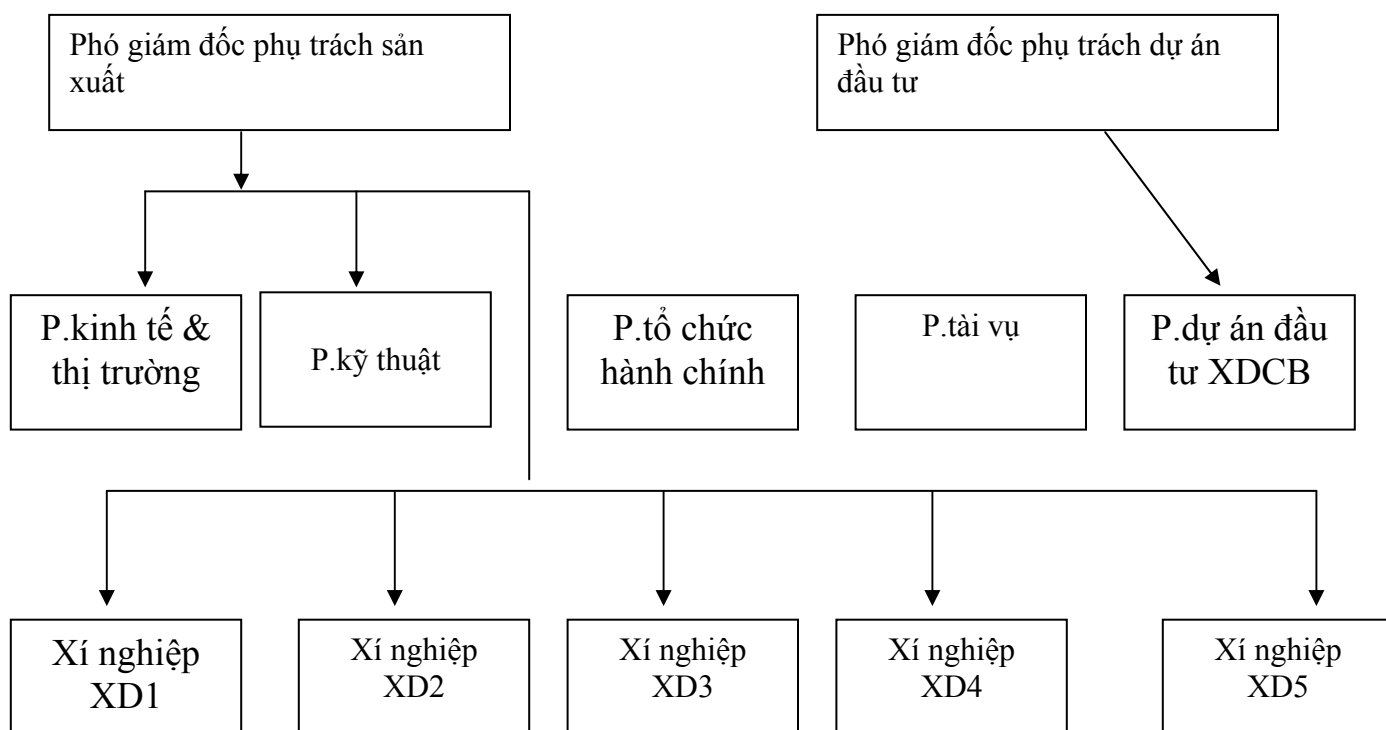 Phó giám đốc phụ trách sản
xuất
Phó giám đốc phụ trách dự án
đầu tư
P.kinh tế &
thị trường
P.kỹ thuật
P.tổ chức
hành chính
P.tài vụ
P.dự án đầu
tư XDCB
Xí nghiệp
XD1
Xí nghiệp
XD2
Xí nghiệp
XD3
Xí nghiệp
XD4
Xí nghiệp
XD5